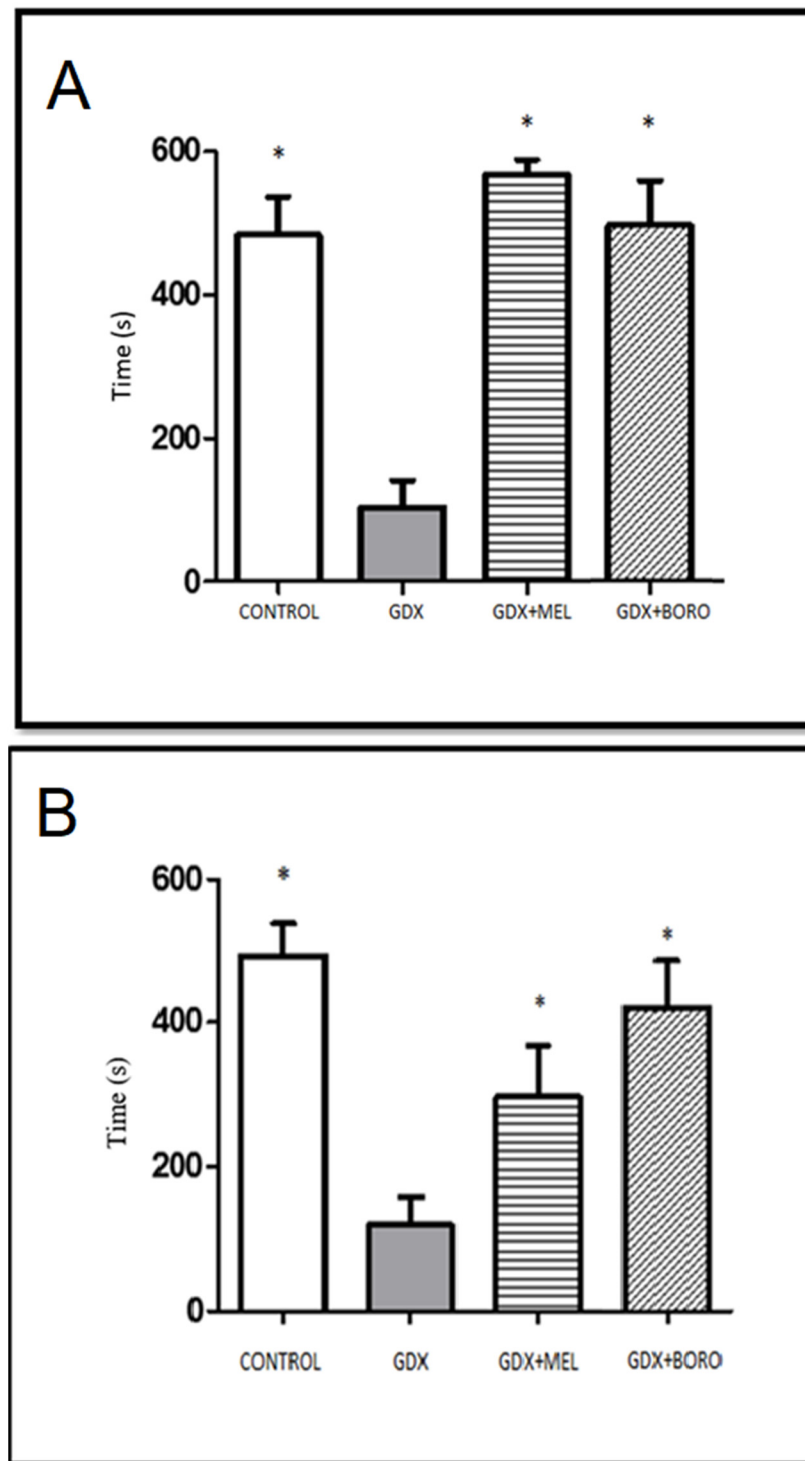 A
* * *
600
400
200
0
Time (s)
CONTROL GDX GDX+MEL GDX+BORO
B
* * *
600
400
200
0
Time (s)
CONTROL GDX GDX+MEL GDX+BORO